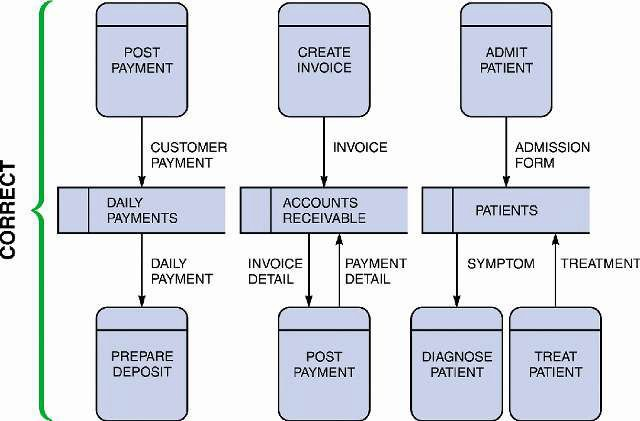 CORRECT
POST
PAYMENT
CREATE
INVOICE
ADMIT
PATIENT
CUSTOMER
PAYMENT
INVOICE
ADMISSION
FORM
DAILY
PAYMENTS
ACCOUNTS
RECEIVABLE
PATIENTS
DAILY
PAYMENT
INVOICE
DETAIL
PAYMENT
DETAIL
SYMPTOM
TREATMENT
PREPARE
DEPOSIT
POST
PAYMENT
DIAGNOSE
PATIENT
TREAT
PATIENT